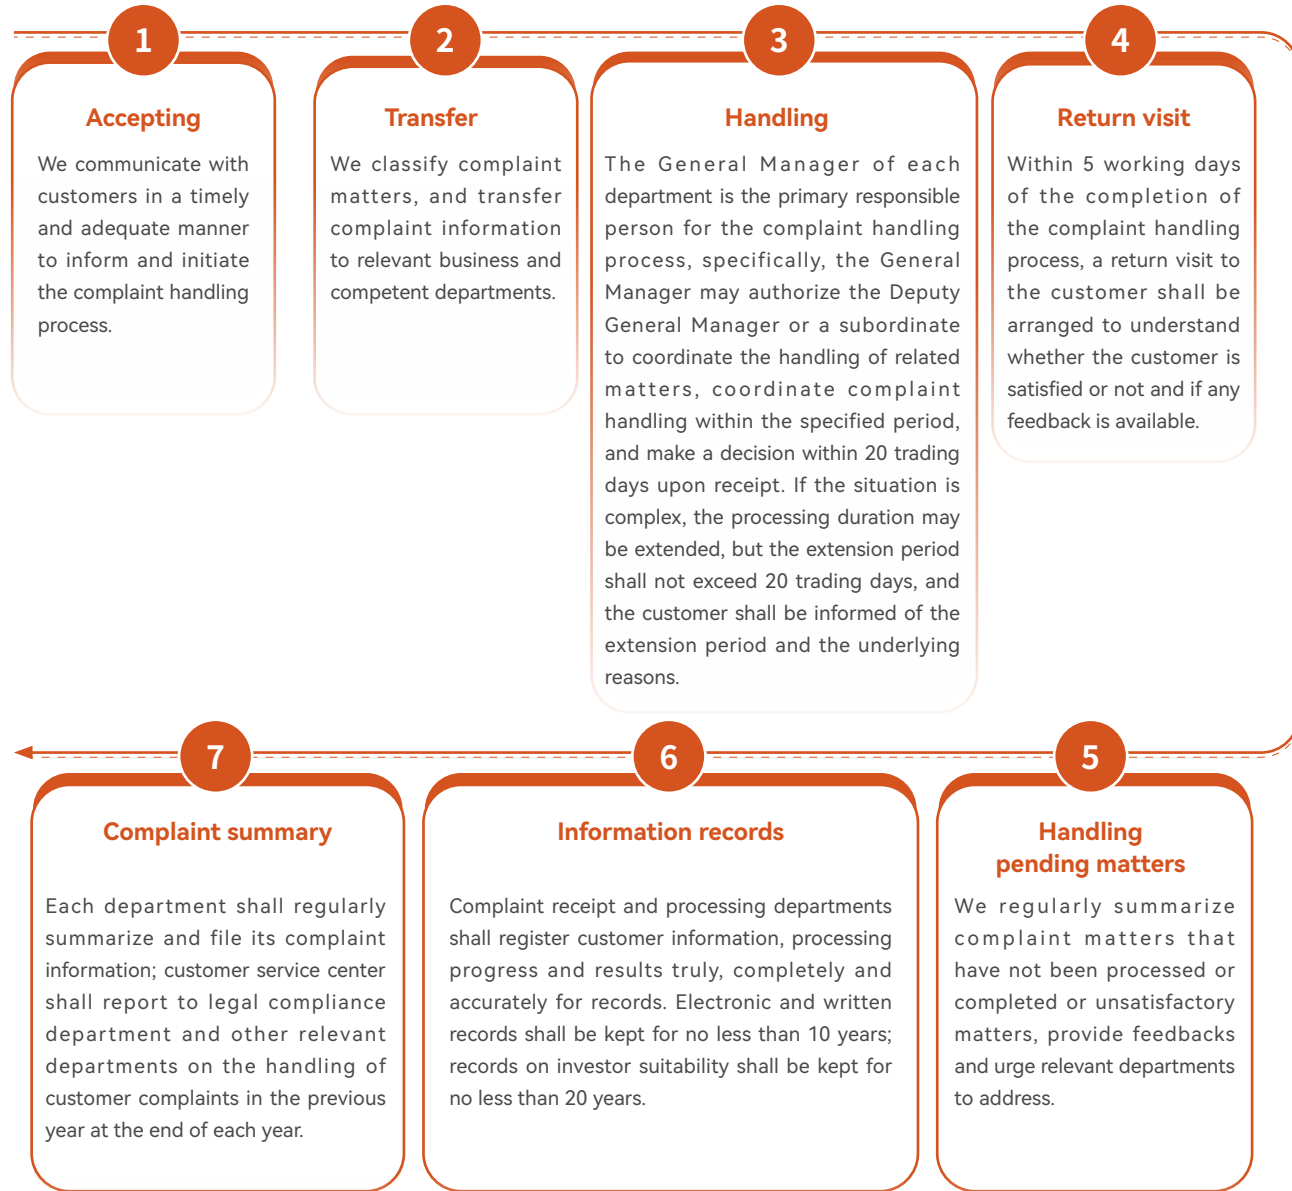 1
Accepting
We communicate with
customers in a timely
and adequate manner
to inform and initiate
the complaint handling
process.
2
Transfer
We classify complaint
matters, and transfer
complaint information
to relevant business and
competent departments.
3
Handling
The General Manager of each
department is the primary responsible
person for the complaint handling
process, specifically, the General
Manager may authorize the Deputy
General Manager or a subordinate
to coordinate the handling of related
matters, coordinate complaint
handling within the specified period,
and make a decision within 20 trading
days upon receipt. If the situation is
complex, the processing duration may
be extended, but the extension period
shall not exceed 20 trading days, and
the customer shall be informed of the
extension period and the underlying
reasons.
4
Return visit
Within 5 working days
of the completion of
the complaint handling
process, a return visit to
the customer shall be
arranged to understand
whether the customer is
satisfied or not and if any
feedback is available.
5
Handling
pending matters
We regularly summarize
complaint matters that
have not been processed or
completed or unsatisfactory
matters, provide feedbacks
and urge relevant departments
to address.
6
Information records
Complaint receipt and processing departments
shall register customer information, processing
progress and results truly, completely and
accurately for records. Electronic and written
records shall be kept for no less than 10 years;
records on investor suitability shall be kept for
no less than 20 years.
7
Complaint summary
Each department shall regularly
summarize and file its complaint
information; customer service center
shall report to legal compliance
department and other relevant
departments on the handling of
customer complaints in the previous
year at the end of each year.